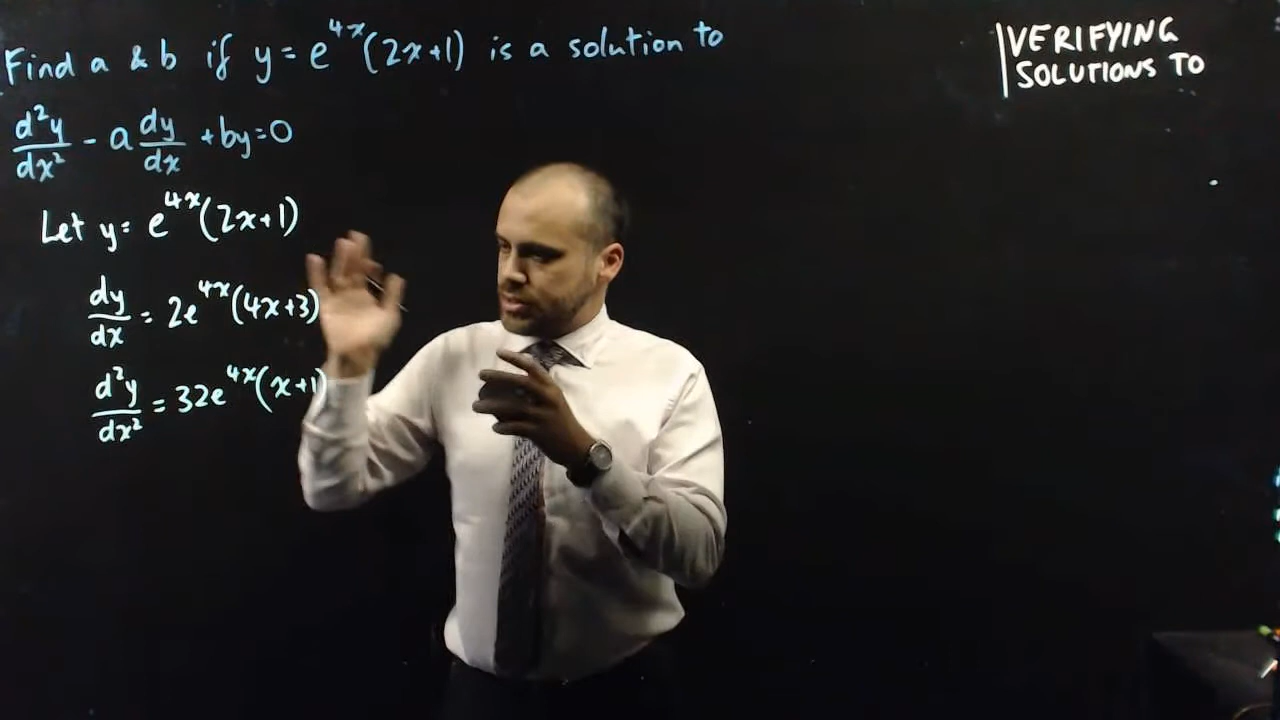 Find a & b if y = e^{4x}(2x+1) is a solution to
d²y/dx² - a dy/dx + by = 0
Let y = e^{4x}(2x+1)
dy/dx = 2e^{4x}(4x+3)
d²y/dx² = 32e^{4x}(x+1)
VERIFYING
SOLUTIONS TO